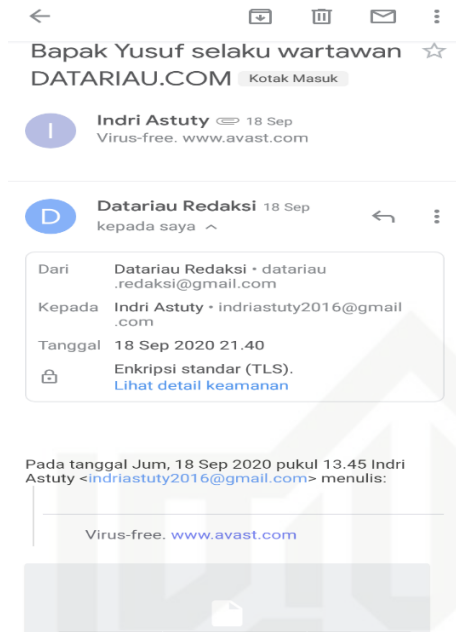 Bapak Yusuf selaku wartawan
DATARIAU.COM Kotak Masuk
I
Indri Astuty 18 Sep
Virus-free. www.avast.com
D
Datariau Redaksi 18 Sep
kepada saya
Dari Datariau Redaksi • datariau
.redaksi@gmail.com
Kepada Indri Astuty • indriastuty2016@gmail
.com
Tanggal 18 Sep 2020 21.40
Enkripsi standar (TLS).
Lihat detail keamanan
Pada tanggal Jum, 18 Sep 2020 pukul 13.45 Indri
Astuty <indriastuty2016@gmail.com> menulis:
Virus-free. www.avast.com